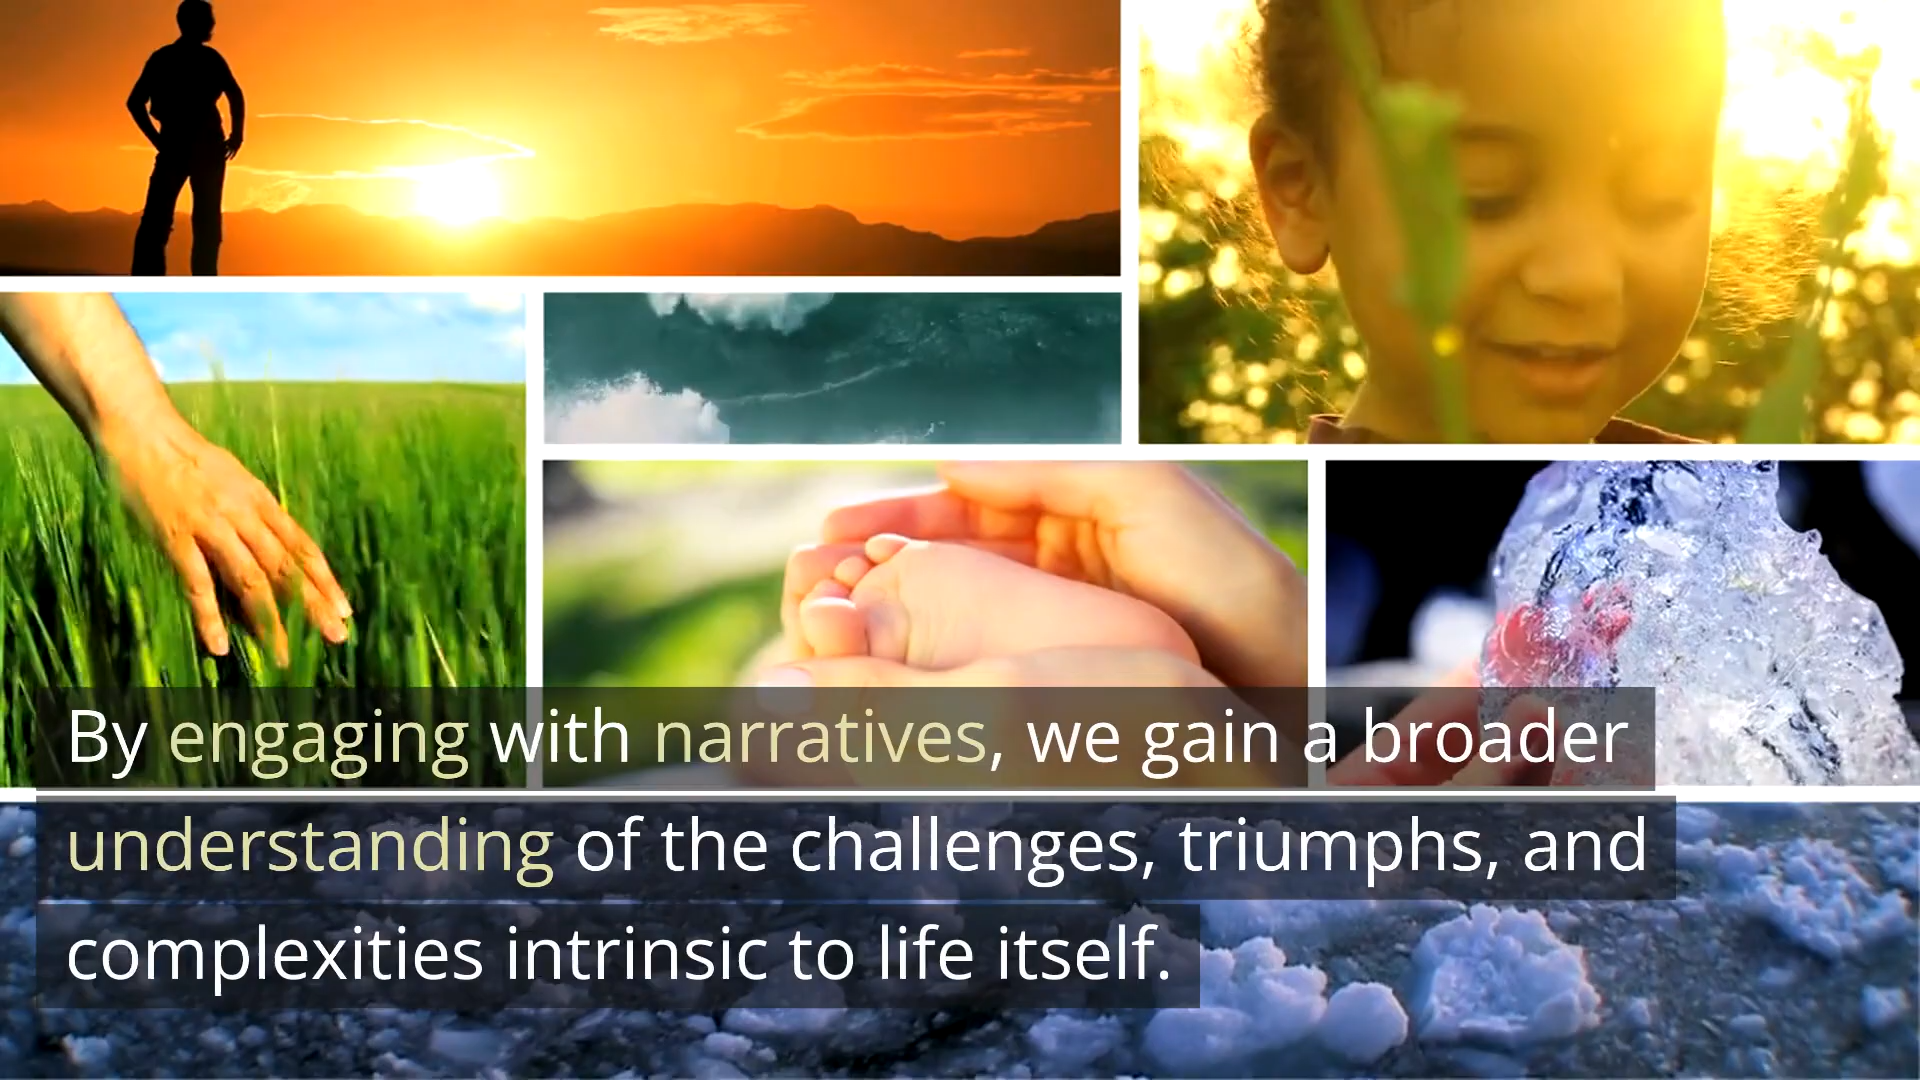 By engaging with narratives, we gain a broader
understanding of the challenges, triumphs, and
complexities intrinsic to life itself.